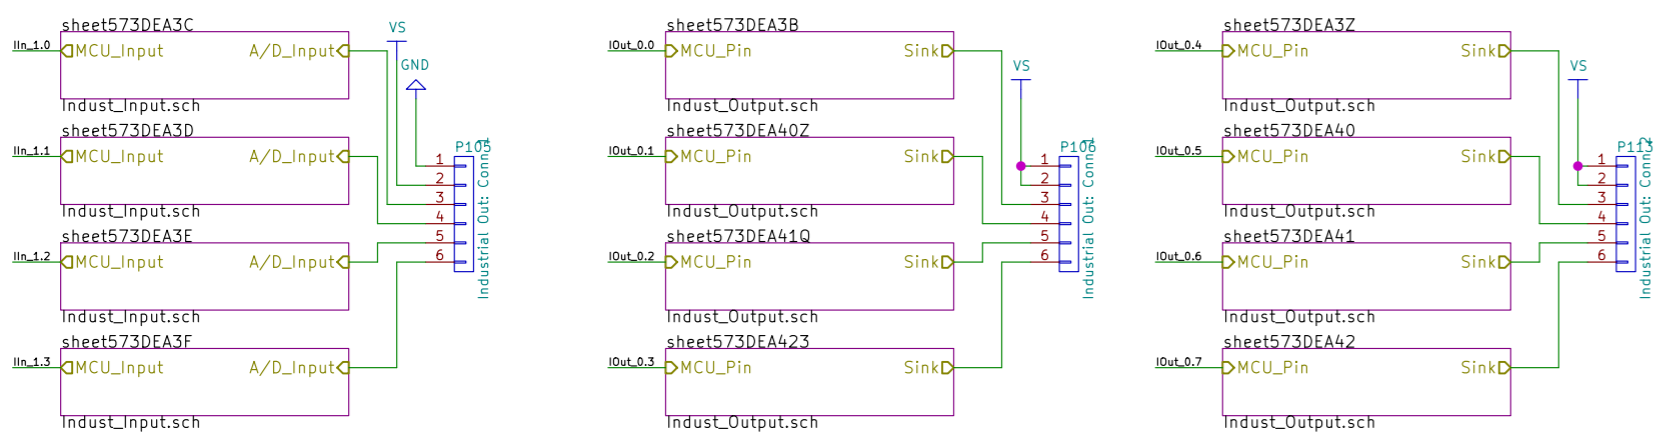 sheet573DEA3C
IIn_1.0
MCU_Input
A/D_Input
Indust_Input.sch
sheet573DEA3D
IIn_1.1
MCU_Input
A/D_Input
Indust_Input.sch
sheet573DEA3E
IIn_1.2
MCU_Input
A/D_Input
Indust_Input.sch
sheet573DEA3F
IIn_1.3
MCU_Input
A/D_Input
Indust_Input.sch
VS
GND
P105
1
2
3
4
5
6
Industrial Out: Conn1
sheet573DEA3B
IOut_0.0
MCU_Pin
Sink
Indust_Output.sch
sheet573DEA40Z
IOut_0.1
MCU_Pin
Sink
Indust_Output.sch
sheet573DEA41Q
IOut_0.2
MCU_Pin
Sink
Indust_Output.sch
sheet573DEA423
IOut_0.3
MCU_Pin
Sink
Indust_Output.sch
VS
P106
1
2
3
4
5
6
Industrial Out: Conn1
sheet573DEA3Z
IOut_0.4
MCU_Pin
Sink
Indust_Output.sch
sheet573DEA40
IOut_0.5
MCU_Pin
Sink
Indust_Output.sch
sheet573DEA41
IOut_0.6
MCU_Pin
Sink
Indust_Output.sch
sheet573DEA42
IOut_0.7
MCU_Pin
Sink
Indust_Output.sch
VS
P113
1
2
3
4
5
6
Industrial Out: Conn2